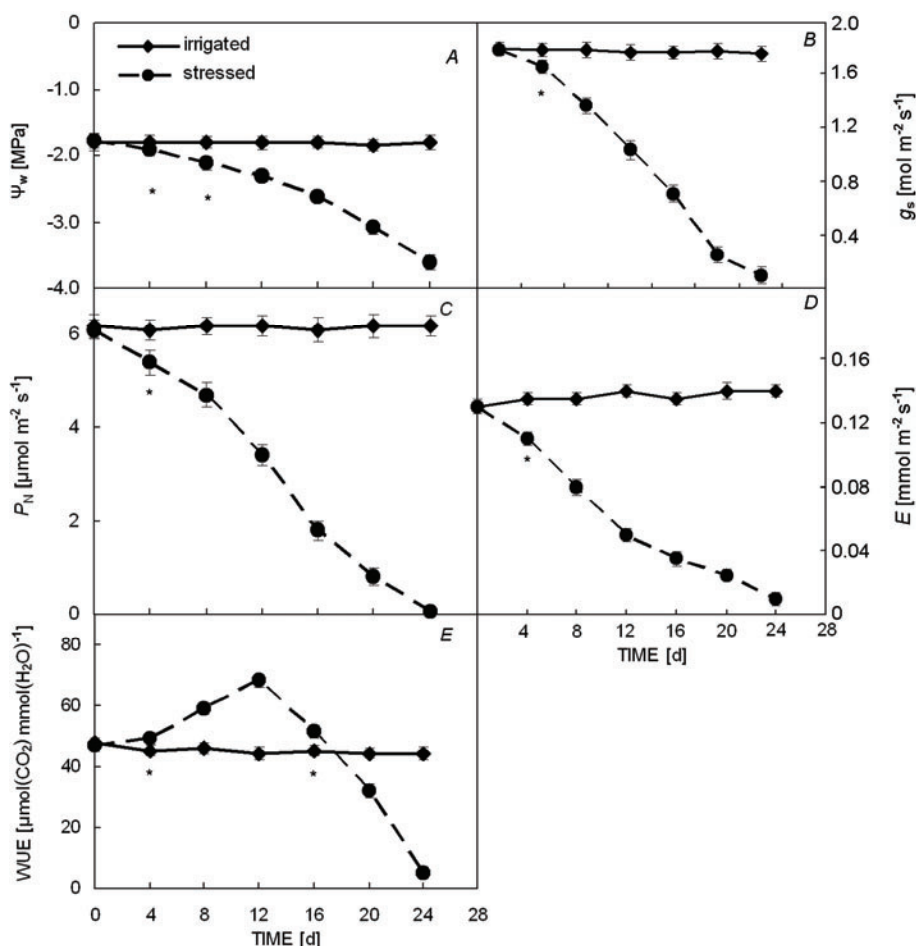 irrigated
stressed
A
0
-1.0
-2.0
-3.0
-4.0
Ψw [MPa]
B
2.0
1.6
1.2
0.8
0.4
gs [mol m-2 s-1]
*
* *
C
6
4
2
0
PN [µmol m-2 s-1]
*
D
0.16
0.12
0.08
0.04
0
E [mmol m-2 s-1]
*
4 8 12 16 20 24 28
TIME [d]
E
80
60
40
20
0
WUE [µmol(CO2) mmol(H2O)-1]
* *
0 4 8 12 16 20 24 28
TIME [d]